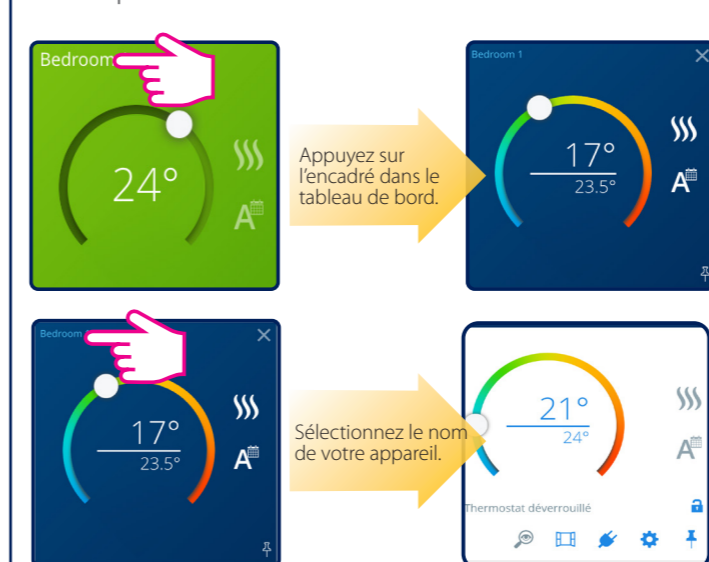 Bedroom
24°
A
Appuyez sur
l'encadré dans le
tableau de bord.
Bedroom 1
17°
23.5°
A
Bedroom
17°
23.5°
A
Sélectionnez le nom
de votre appareil.
21°
24°
A
Thermostat déverrouillé